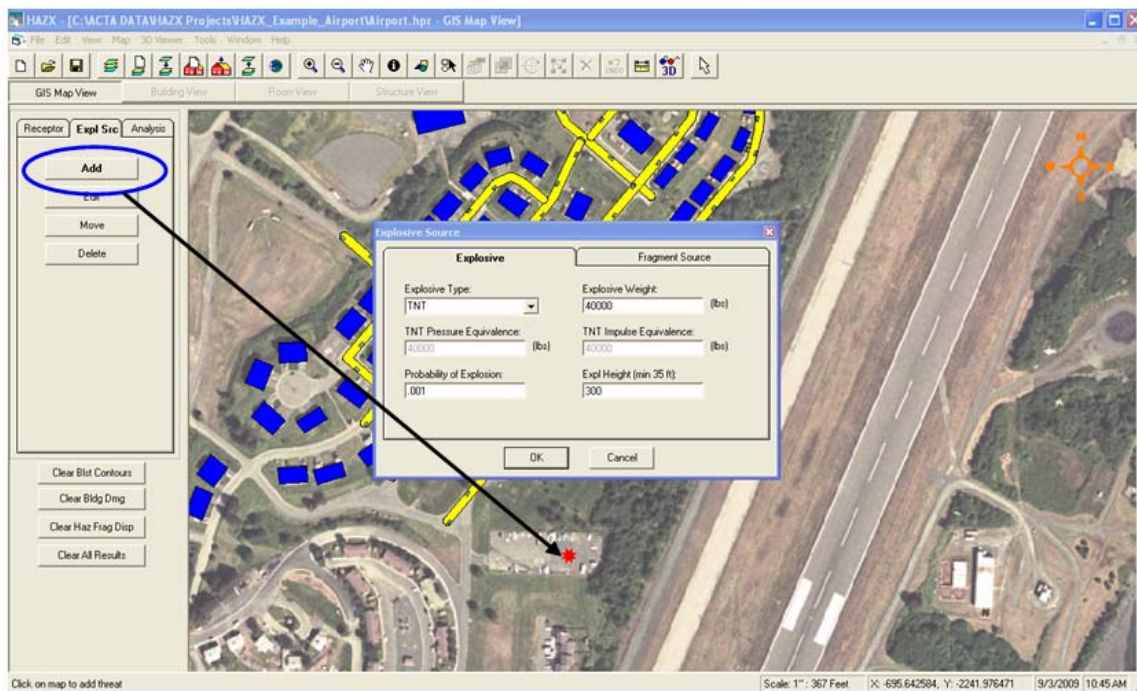 HAZX - [C:\ACTA DATA\HAZX Projects\HAZX_Example_Airport\Airport.hpr - GIS Map View]
File Edit View Map 3D Viewer Tools Window Help
UNDO 3D
GIS Map View Building View Room View Structure View
Receptor Expl Src Analysis
Add
Edit
Move
Delete
Clear Blst Contours
Clear Bldg Dmg
Clear Haz Frag Disp
Clear All Results
N
Explosive Source
Explosive Fragment Source
Explosive Type: Explosive Weight:
TNT 40000 (lbs)
TNT Pressure Equivalence: TNT Impulse Equivalence:
40000 (lbs) 40000 (lbs)
Probability of Explosion: Expl Height (min 35 ft):
.001 300
OK Cancel
Click on map to add threat Scale: 1" : 367 Feet X: -695.642584, Y: -2241.976471 9/3/2009 10:45 AM